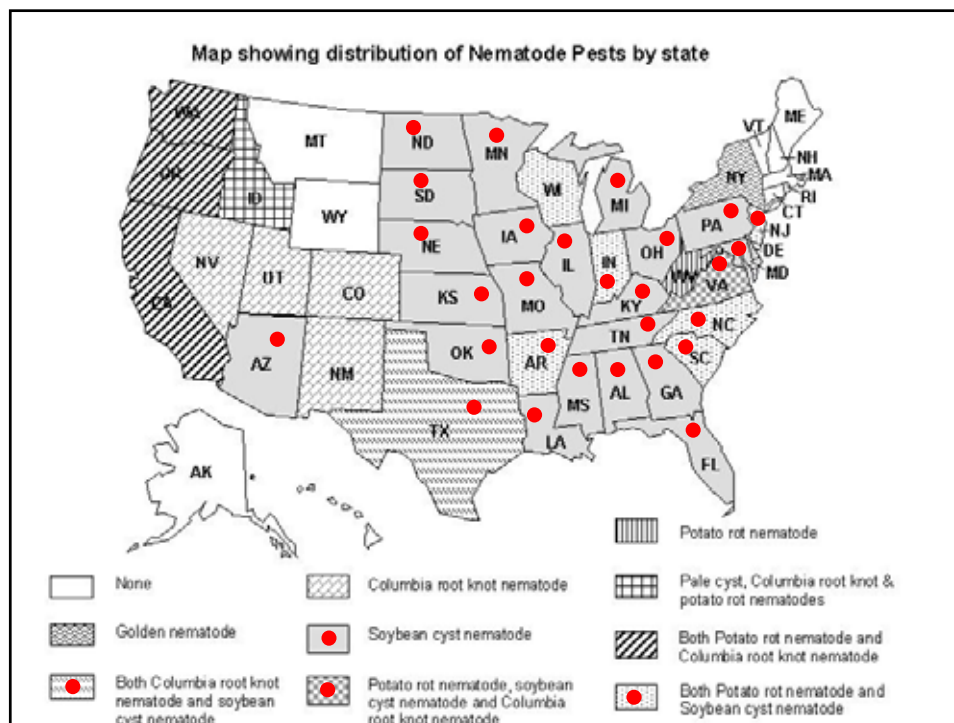 Map showing distribution of Nematode Pests by state
WA
MT
ND
MN
ME
VT
NH
MA
RI
CT
NJ
DE
MD
OR
ID
WY
SD
WI
MI
NY
PA
IA
NE
IL
IN
OH
WV
VA
NV
UT
CO
KS
MO
KY
CA
AZ
NM
OK
AR
TN
NC
SC
MS
AL
GA
TX
LA
FL
AK
None
Golden nematode
Both Columbia root knot
nematode and soybean
cyst nematode
Columbia root knot nematode
Soybean cyst nematode
Potato rot nematode, soybean
cyst nematode and Columbia
root knot nematode
Potato rot nematode
Pale cyst, Columbia root knot &
potato rot nematodes
Both Potato rot nematode and
Columbia root knot nematode
Both Potato rot nematode and
Soybean cyst nematode